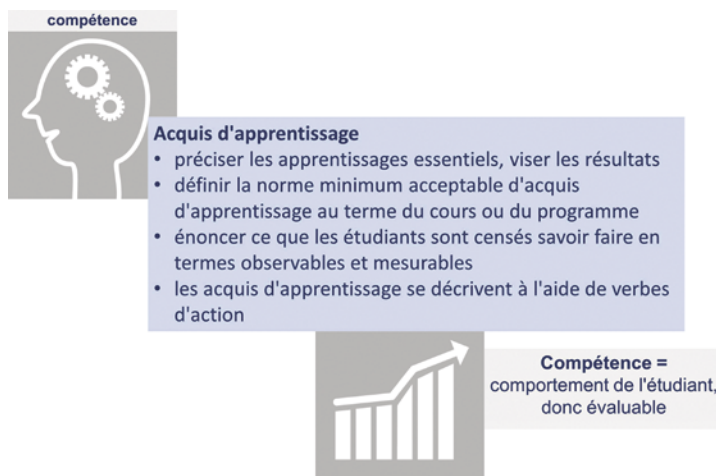 compétence
Acquis d'apprentissage
• préciser les apprentissages essentiels, viser les résultats
• définir la norme minimum acceptable d'acquis
d'apprentissage au terme du cours ou du programme
• énoncer ce que les étudiants sont censés savoir faire en
termes observables et mesurables
• les acquis d'apprentissage se décrivent à l'aide de verbes
d'action
Compétence =
comportement de l'étudiant,
donc évaluable